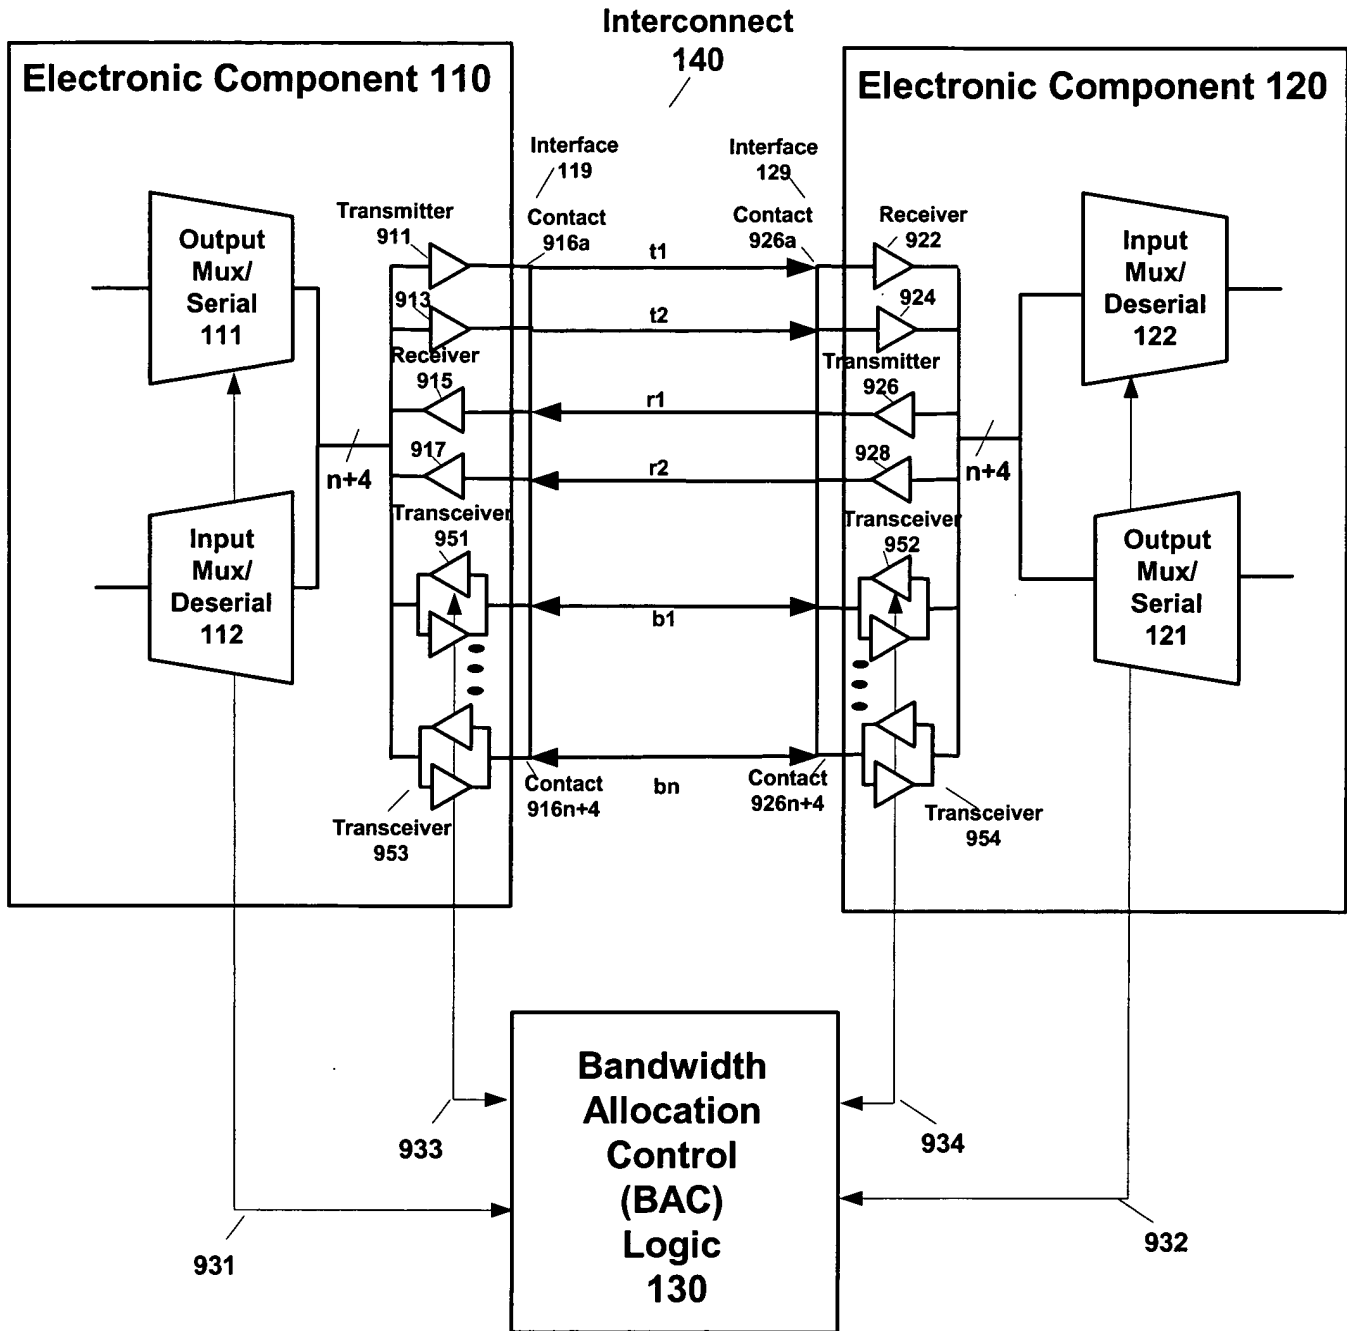 Interconnect
140
Electronic Component 110
Electronic Component 120
Interface
119
Interface
129
Transmitter
911
Contact
916a
Contact
926a
Receiver
922
Output
Mux/
Serial
111
Input
Mux/
Deserial
122
t1
913
924
t2
Receiver
915
Transmitter
926
r1
917
928
r2
n+4
n+4
Transceiver
951
Transceiver
952
Input
Mux/
Deserial
112
Output
Mux/
Serial
121
b1
Contact
916n+4
bn
Contact
926n+4
Transceiver
953
Transceiver
954
Bandwidth
Allocation
Control
(BAC)
Logic
130
933
934
931
932